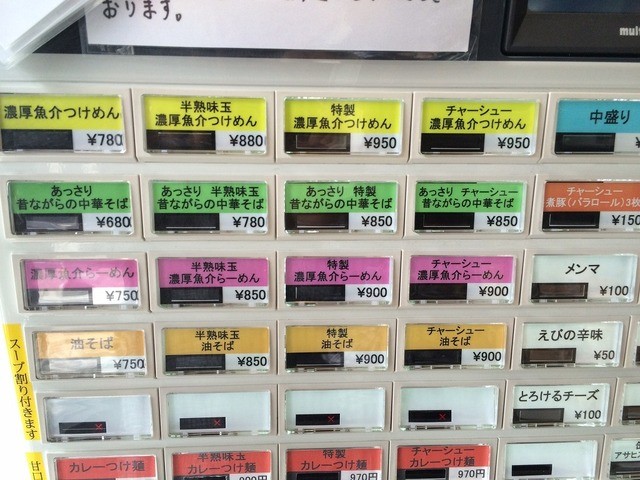 おります。
mult
濃厚魚介つけめん
¥780
半熟味玉
濃厚魚介つけめん
¥880
特製
濃厚魚介つけめん
¥950
チャーシュー
濃厚魚介つけめん
¥950
中盛り
あっさり
昔ながらの中華そば
¥680
あっさり 半熟味玉
昔ながらの中華そば
¥780
あっさり 特製
昔ながらの中華そば
¥850
あっさり チャーシュー
昔ながらの中華そば
¥850
チャーシュー
煮豚(バラロール)3枚
¥150
濃厚魚介らーめん
¥750
半熟味玉
濃厚魚介らーめん
¥850
特製
濃厚魚介らーめん
¥900
チャーシュー
濃厚魚介らーめん
¥900
メンマ
¥100
油そば
¥750
半熟味玉
油そば
¥850
特製
油そば
¥900
チャーシュー
油そば
¥900
えびの辛味
¥50
スープ割り付きます
とろけるチーズ
¥100
甘口
カレーつけ麺
半熟味玉
カレーつけ麺
特製
カレーつけ麺
970円
チャーシュー
カレーつけ麺
970円
アサヒス